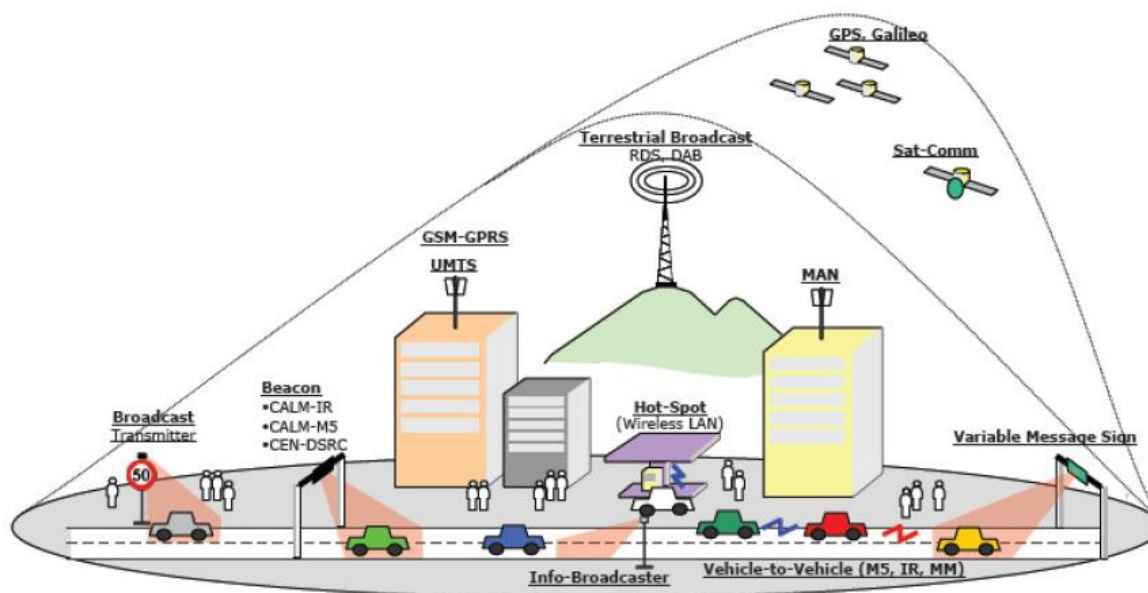 GPS, Galileo
Terrestrial Broadcast
RDS, DAB
Sat-Comm
GSM-GPRS
UMTS
MAN
Beacon
•CALM-IR
•CALM-M5
•CEN-DSRC
Hot-Spot
(Wireless LAN)
Broadcast
Transmitter
Variable Message Sign
50
Info-Broadcaster
Vehicle-to-Vehicle (M5, IR, MM)